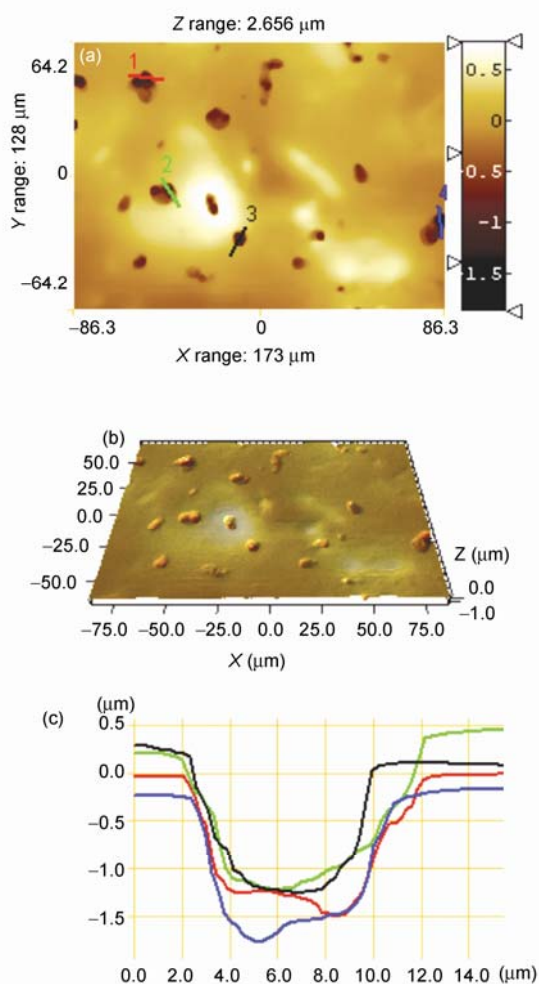 Z range: 2.656 μm
(a)
64.2
0
−64.2
Y range: 128 μm
1
2
3
4
−86.3 0 86.3
X range: 173 μm
0.5
0
-0.5
-1
-1.5
(b)
50.0
25.0
0.0
−25.0
−50.0
Z (μm)
0.0
−1.0
−75.0 −50.0 −25.0 0.0 25.0 50.0 75.0
X (μm)
(c)
(μm)
0.5
0.0
−0.5
−1.0
−1.5
0.0 2.0 4.0 6.0 8.0 10.0 12.0 14.0 (μm)